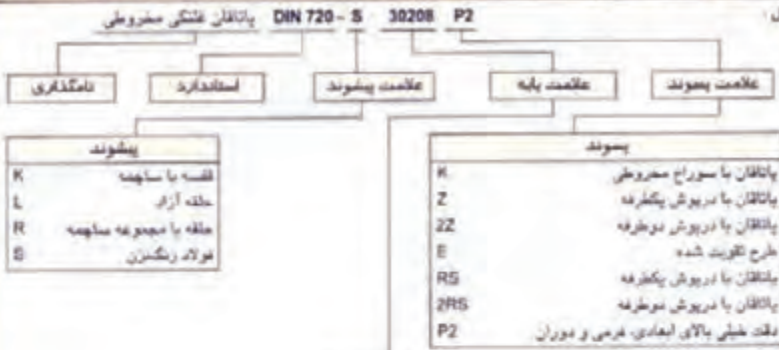 یاتاقان غلتکی مخروطی DIN 720 - S 30208 P2
نامگذاری
استاندارد
علامت پیشوند
علامت پایه
علامت پسوند
پیشوند
K قفسه با ساچمه
L حلقه آزاد
R حلقه با مجموعه ساچمه
S فولاد زنگ‌نزن
پسوند
K یاتاقان با سوراخ مخروطی
Z یاتاقان با درپوش یکطرفه
2Z یاتاقان با درپوش دوطرفه
E طرح تقویت شده
RS یاتاقان با درپوش یکطرفه
2RS یاتاقان با درپوش دوطرفه
P2 دقت خیلی بالای ابعادی، فرمی و دوران